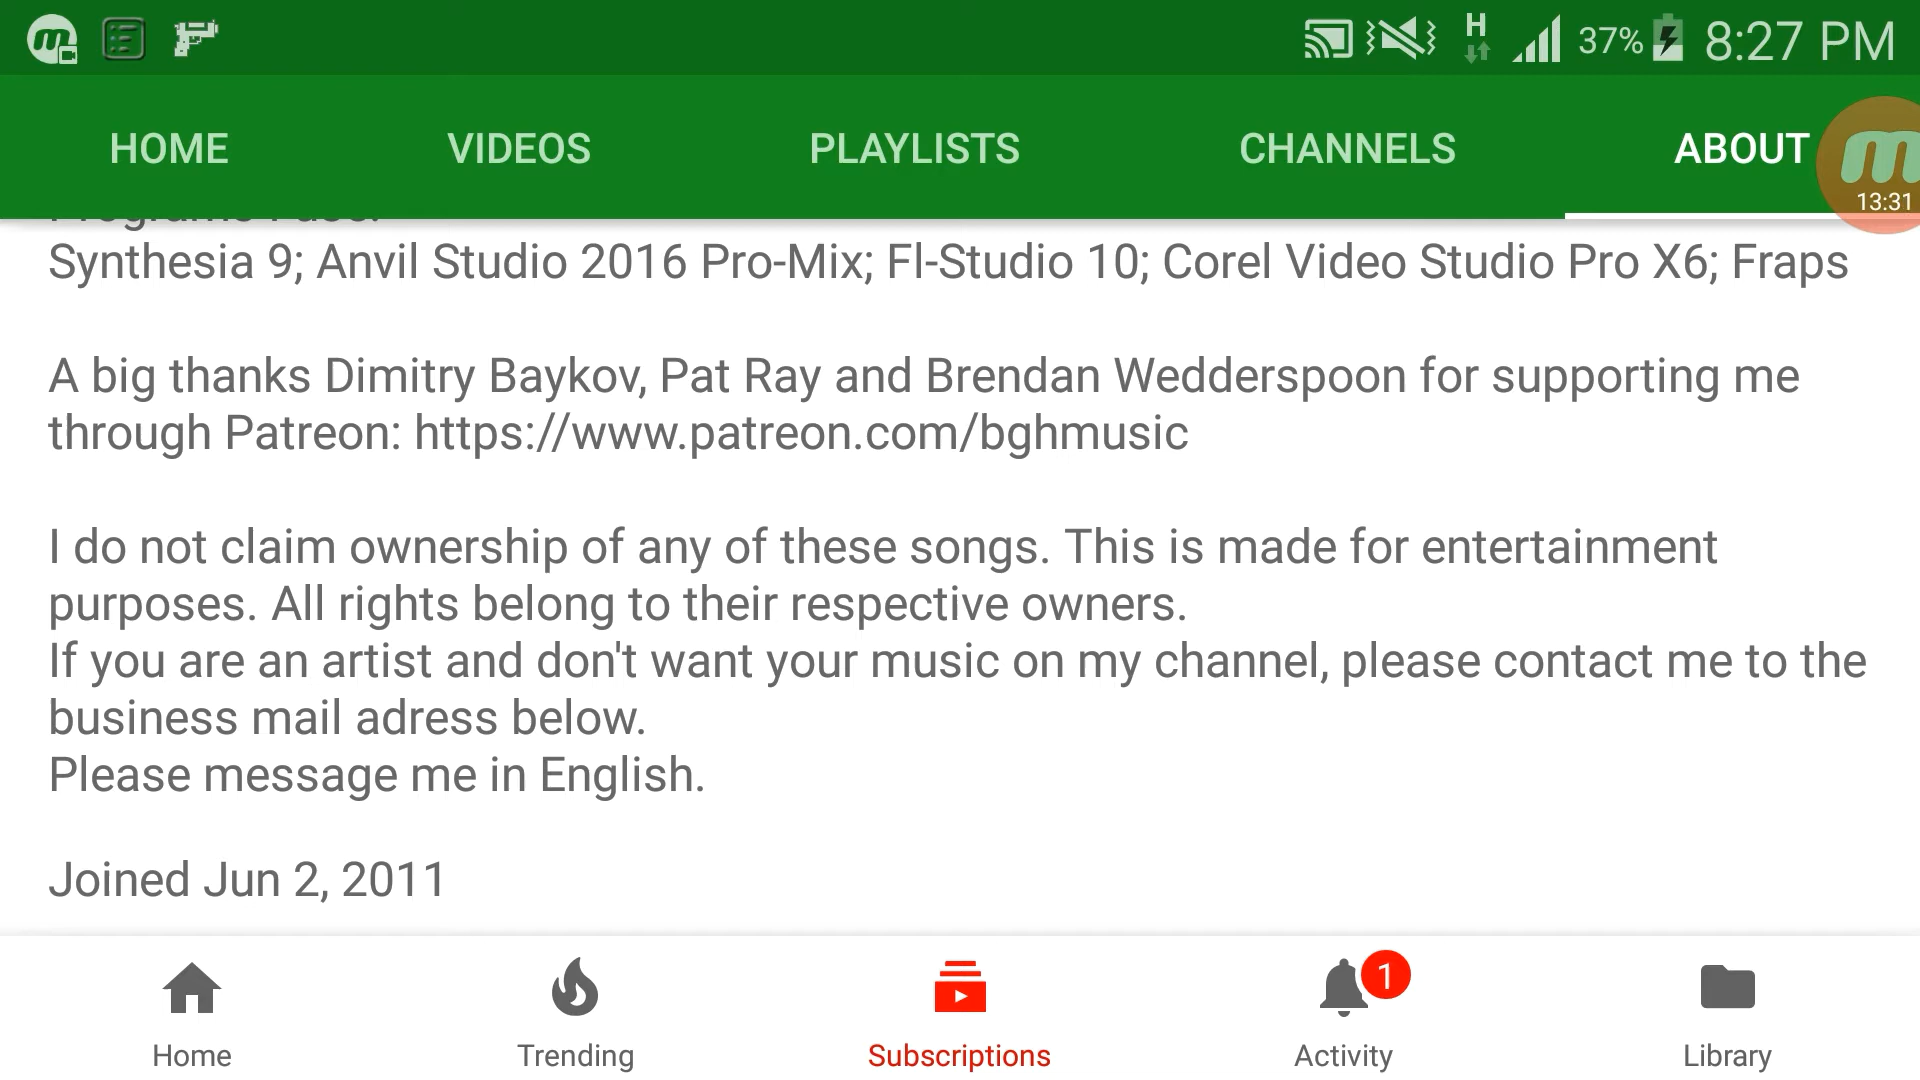 H 37% 8:27 PM
HOME VIDEOS PLAYLISTS CHANNELS ABOUT
13:31
Synthesia 9; Anvil Studio 2016 Pro-Mix; Fl-Studio 10; Corel Video Studio Pro X6; Fraps
A big thanks Dimitry Baykov, Pat Ray and Brendan Wedderspoon for supporting me
through Patreon: https://www.patreon.com/bghmusic
I do not claim ownership of any of these songs. This is made for entertainment
purposes. All rights belong to their respective owners.
If you are an artist and don't want your music on my channel, please contact me to the
business mail adress below.
Please message me in English.
Joined Jun 2, 2011
1
Home Trending Subscriptions Activity Library